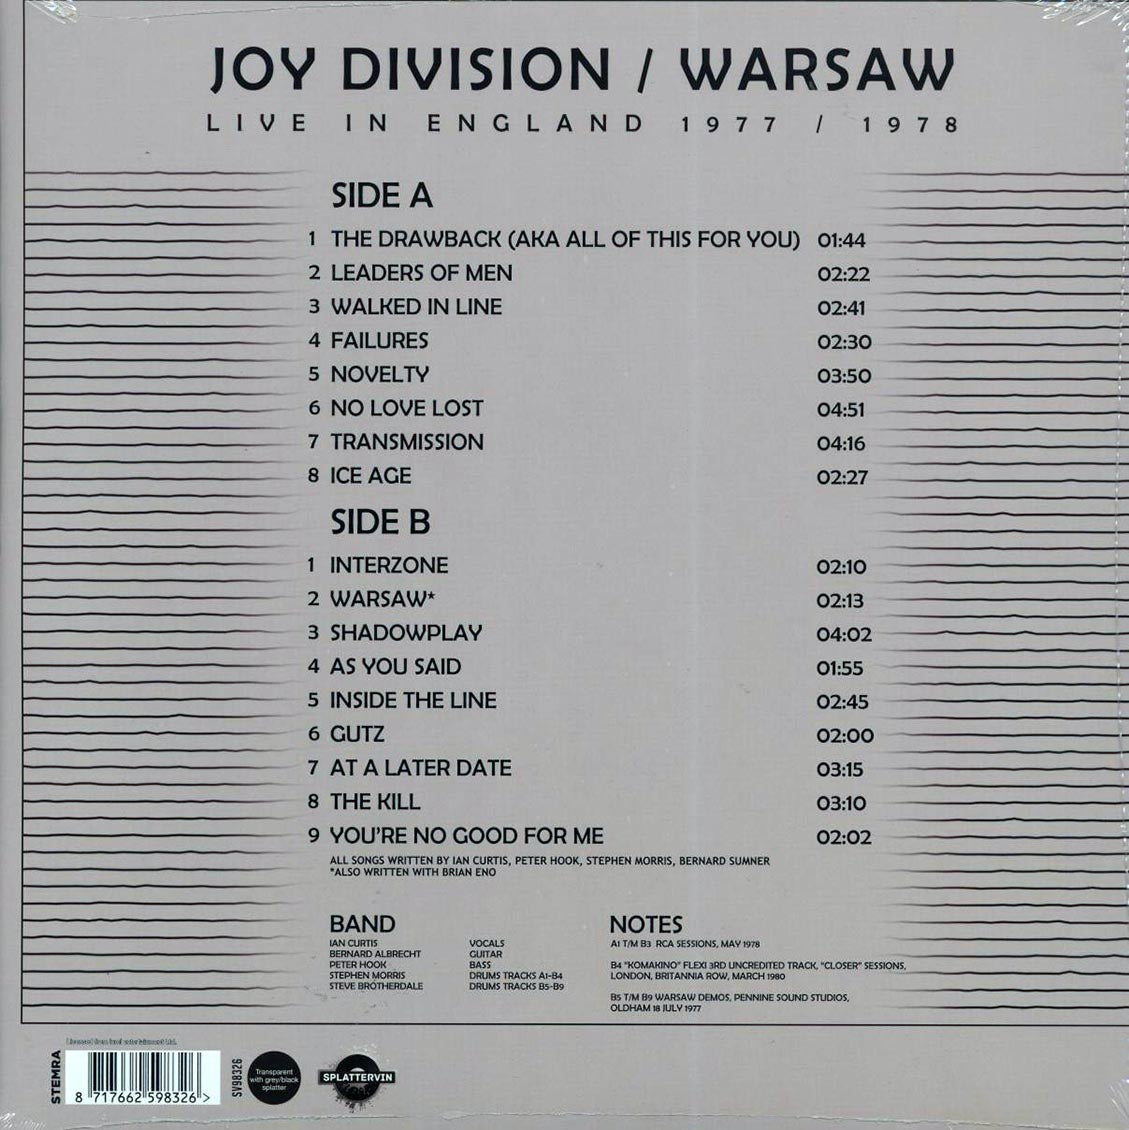 JOY DIVISION / WARSAW
LIVE IN ENGLAND 1977 / 1978
SIDE A
1 THE DRAWBACK (AKA ALL OF THIS FOR YOU) 01:44
2 LEADERS OF MEN 02:22
3 WALKED IN LINE 02:41
4 FAILURES 02:30
5 NOVELTY 03:50
6 NO LOVE LOST 04:51
7 TRANSMISSION 04:16
8 ICE AGE 02:27
SIDE B
1 INTERZONE 02:10
2 WARSAW* 02:13
3 SHADOWPLAY 04:02
4 AS YOU SAID 01:55
5 INSIDE THE LINE 02:45
6 GUTZ 02:00
7 AT A LATER DATE 03:15
8 THE KILL 03:10
9 YOU'RE NO GOOD FOR ME 02:02
ALL SONGS WRITTEN BY IAN CURTIS, PETER HOOK, STEPHEN MORRIS, BERNARD SUMNER
*ALSO WRITTEN WITH BRIAN ENO
BAND
IAN CURTIS VOCALS
BERNARD ALBRECHT GUITAR
PETER HOOK BASS
STEPHEN MORRIS DRUMS TRACKS A1-B4
STEVE BROTHERDALE DRUMS TRACKS B5-B9
NOTES
A1 T/M B3 RCA SESSIONS, MAY 1978
B4 "KOMAKINO" FLEXI 3RD UNCREDITED TRACK, "CLOSER" SESSIONS,
LONDON, BRITANNIA ROW, MARCH 1980
B5 T/M B9 WARSAW DEMOS, PENNINE SOUND STUDIOS,
OLDHAM 18 JULY 1977
STEMRA
8 717662 598326 >
SV98326
Transparent
with grey/black
splatter
SPLATTERVIN